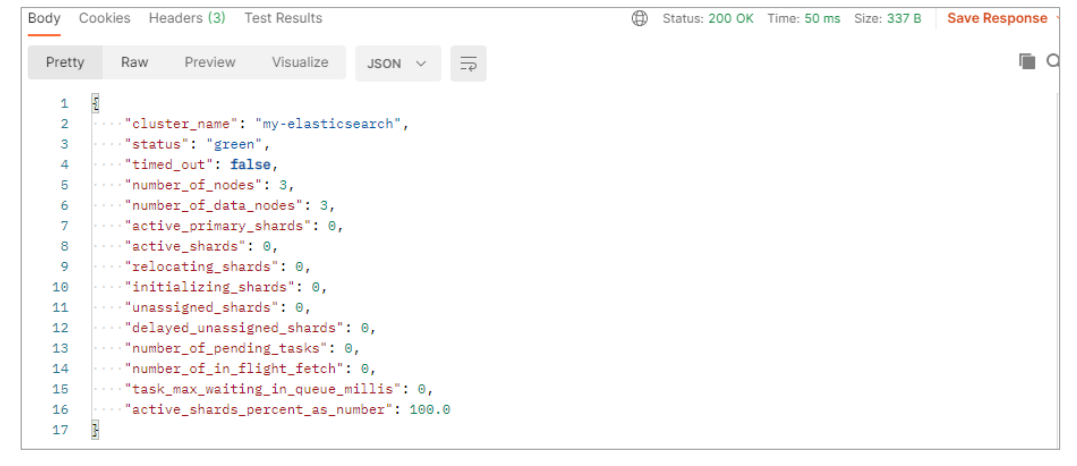 Body Cookies Headers (3) Test Results Status: 200 OK Time: 50 ms Size: 337 B Save Response
Pretty Raw Preview Visualize JSON
1 {
2 "cluster_name": "my-elasticsearch",
3 "status": "green",
4 "timed_out": false,
5 "number_of_nodes": 3,
6 "number_of_data_nodes": 3,
7 "active_primary_shards": 0,
8 "active_shards": 0,
9 "relocating_shards": 0,
10 "initializing_shards": 0,
11 "unassigned_shards": 0,
12 "delayed_unassigned_shards": 0,
13 "number_of_pending_tasks": 0,
14 "number_of_in_flight_fetch": 0,
15 "task_max_waiting_in_queue_millis": 0,
16 "active_shards_percent_as_number": 100.0
17 }